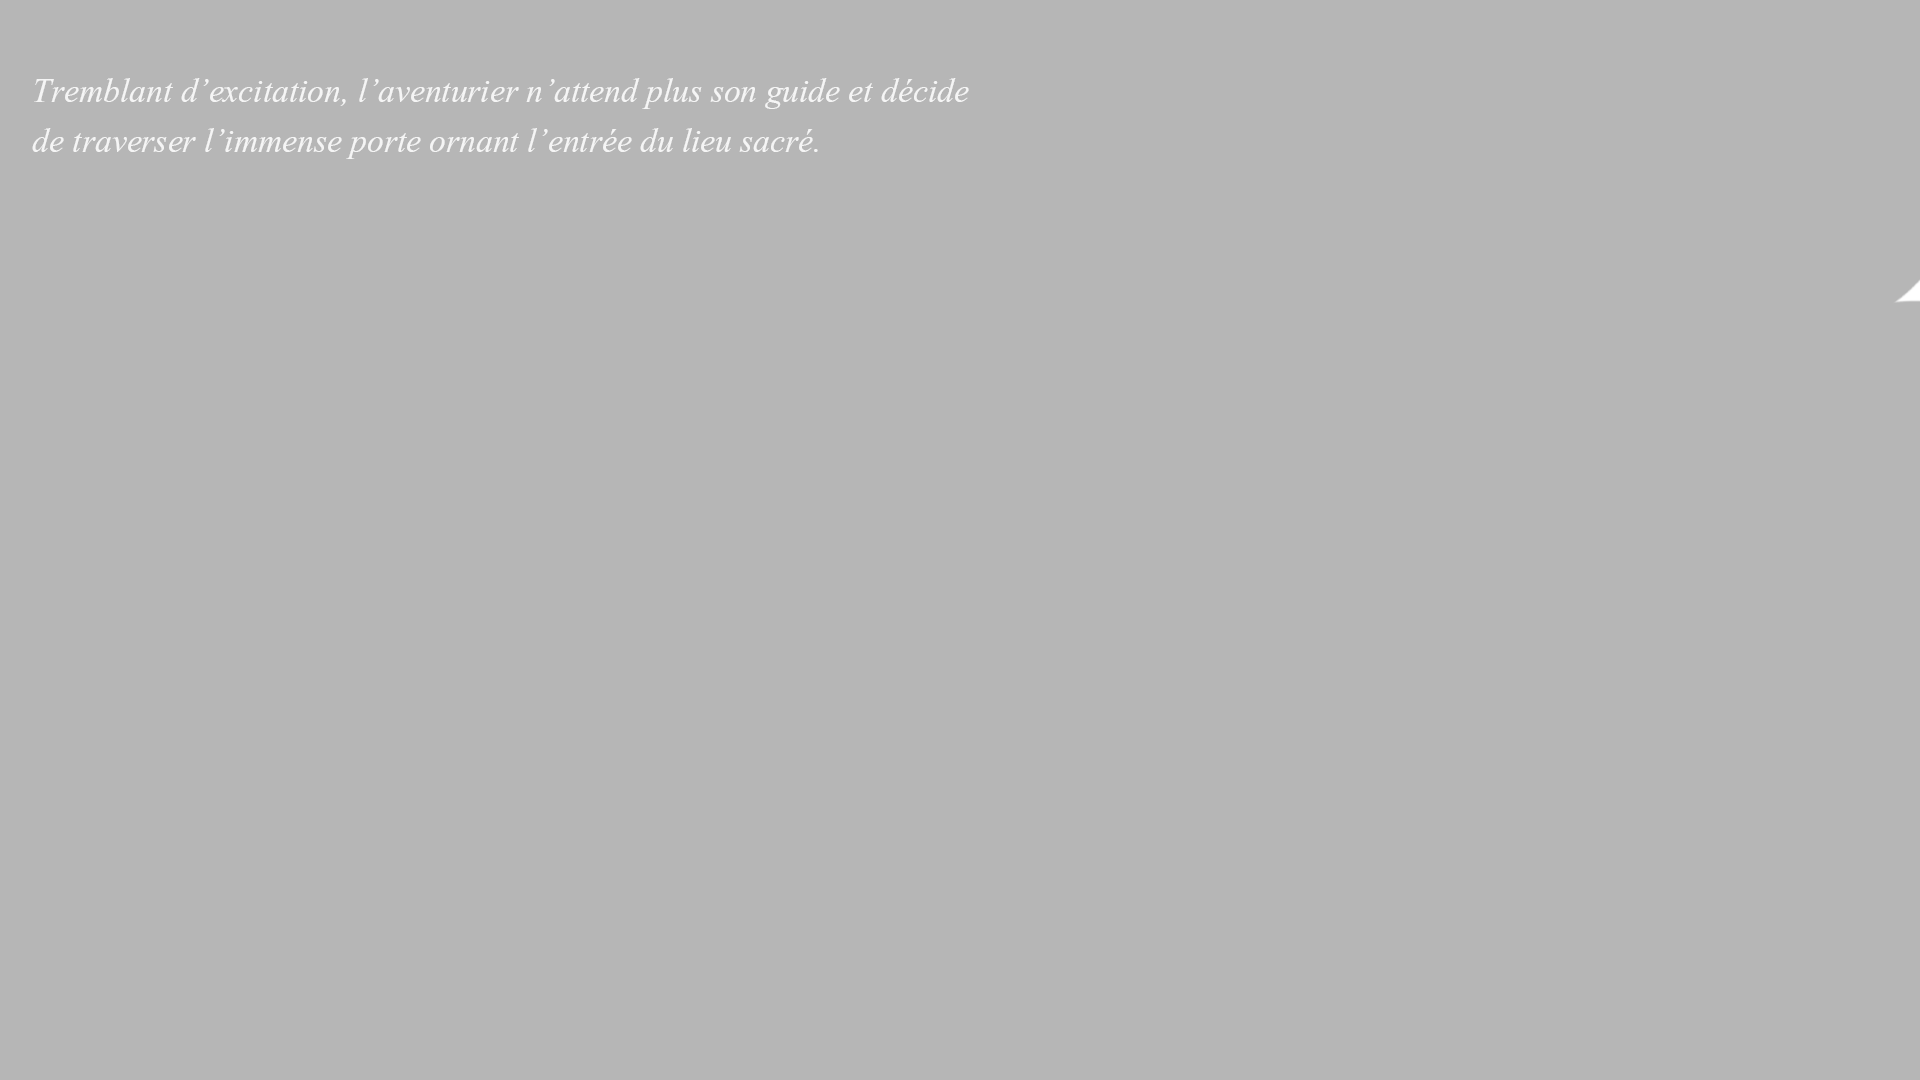 Tremblant d’excitation, l’aventurier n’attend plus son guide et décide
de traverser l’immense porte ornant l’entrée du lieu sacré.